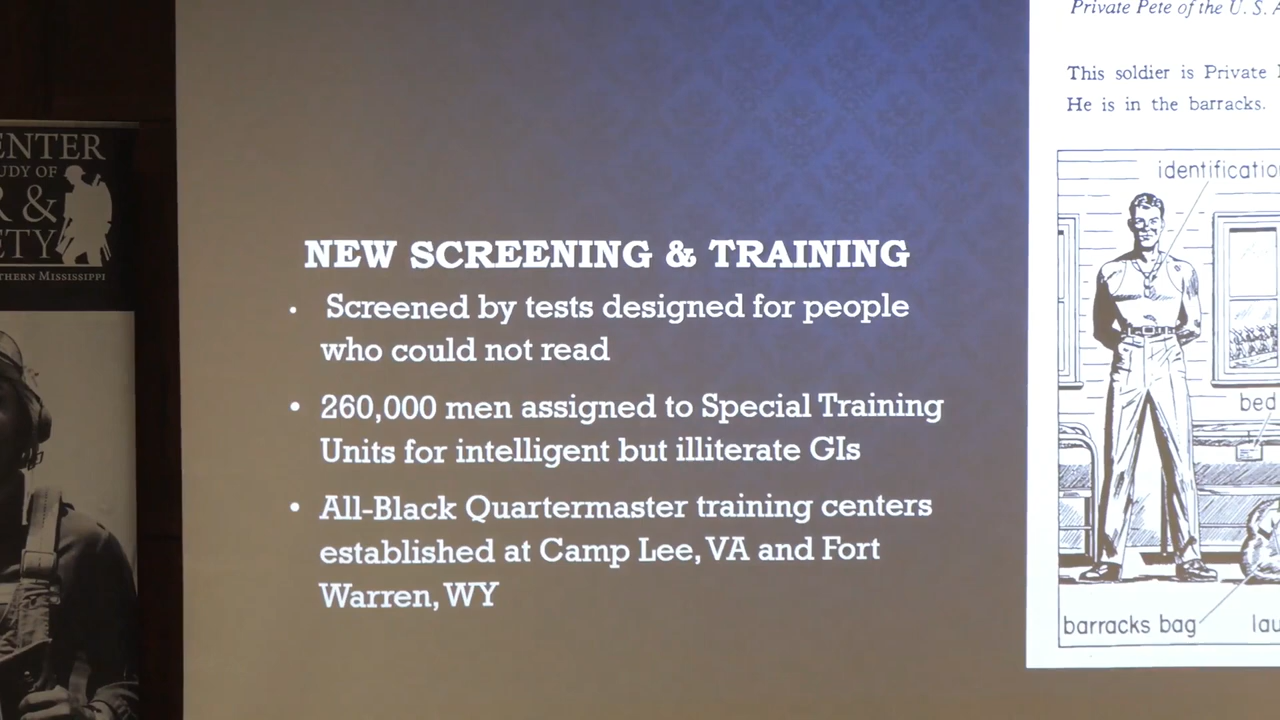 ENTER
UDY OF
&
ETY
THERN MISSISSIPPI
NEW SCREENING & TRAINING
• Screened by tests designed for people
who could not read
• 260,000 men assigned to Special Training
Units for intelligent but illiterate GIs
• All-Black Quartermaster training centers
established at Camp Lee, VA and Fort
Warren, WY
Private Pete of the U. S. A
This soldier is Private
He is in the barracks.
identificatio
bed
barracks bag
lau